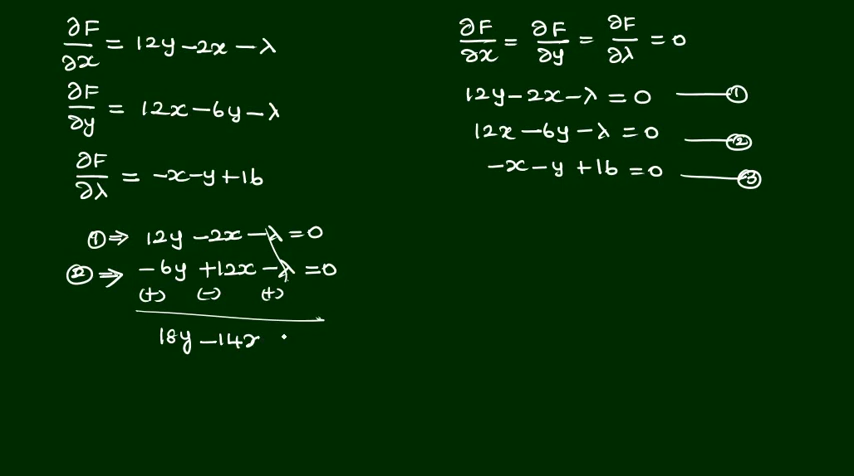 ∂F/∂x = 12y - 2x - λ
∂F/∂y = 12x - 6y - λ
∂F/∂λ = -x - y + 16
① ⇒ 12y - 2x - λ = 0
② ⇒ -6y + 12x - λ = 0
(+) (-) (+)
18y - 14x
∂F/∂x = ∂F/∂y = ∂F/∂λ = 0
12y - 2x - λ = 0 — ①
12x - 6y - λ = 0 — ②
-x - y + 16 = 0 — ③